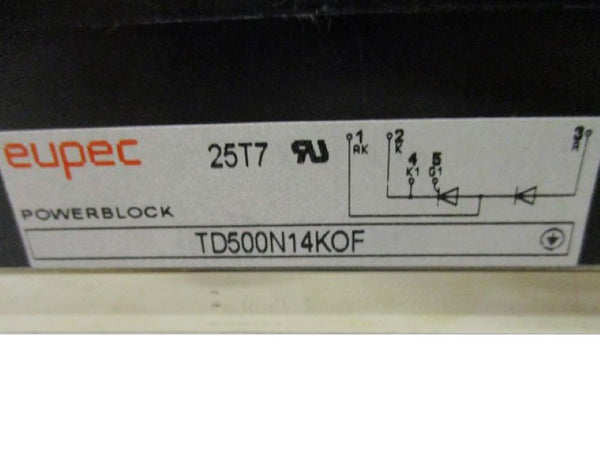 eupec
25T7
1 2 3
AK K A
4 5
K1 G1
POWERBLOCK
TD500N14KOF